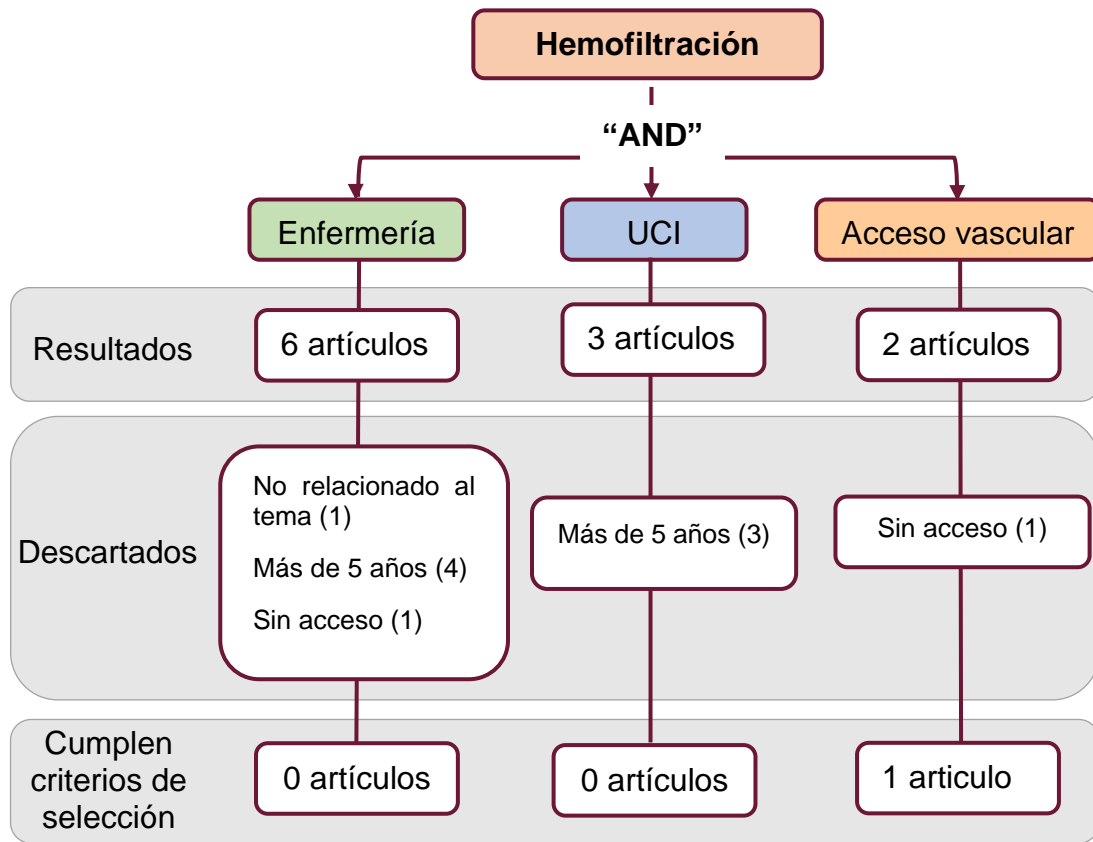 Hemofiltración
“AND”
Enfermería
UCI
Acceso vascular
Resultados
6 artículos
3 artículos
2 artículos
Descartados
No relacionado al
tema (1)
Más de 5 años (4)
Sin acceso (1)
Más de 5 años (3)
Sin acceso (1)
Cumplen
criterios de
selección
0 artículos
0 artículos
1 articulo